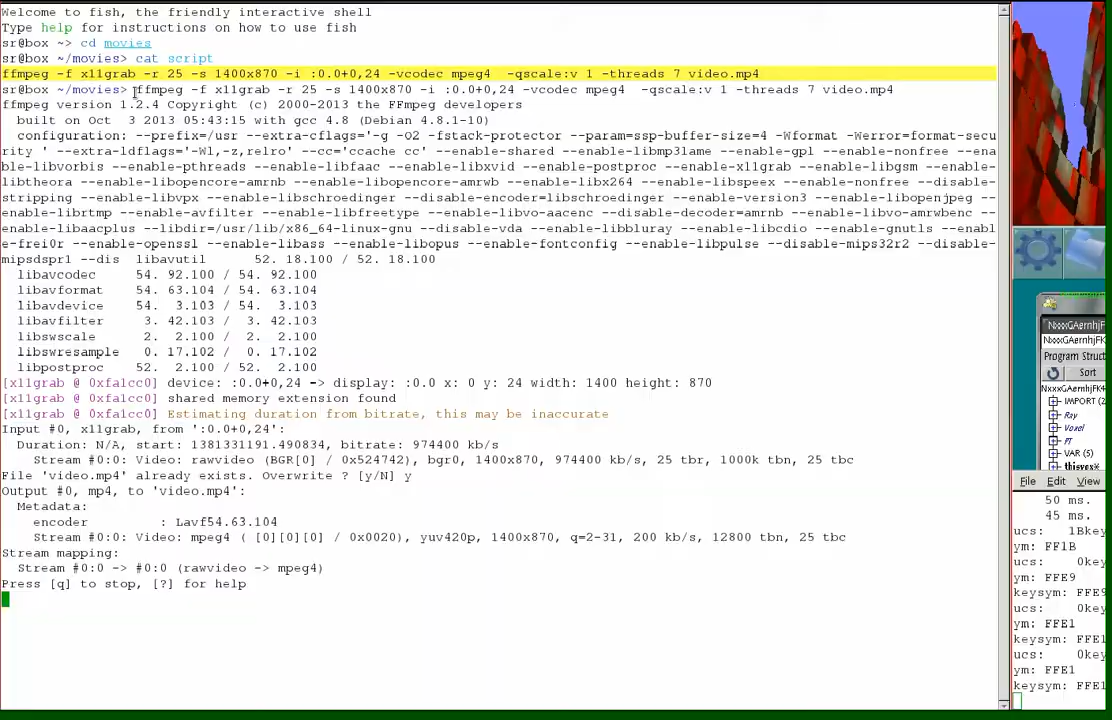 Welcome to fish, the friendly interactive shell
Type help for instructions on how to use fish
sr@box ~> cd movies
sr@box ~/movies> cat script
ffmpeg -f x11grab -r 25 -s 1400x870 -i :0.0+0,24 -vcodec mpeg4  -qscale:v 1 -threads 7 video.mp4
sr@box ~/movies> ffmpeg -f x11grab -r 25 -s 1400x870 -i :0.0+0,24 -vcodec mpeg4  -qscale:v 1 -threads 7 video.mp4
ffmpeg version 1.2.4 Copyright (c) 2000-2013 the FFmpeg developers
  built on Oct  3 2013 05:43:15 with gcc 4.8 (Debian 4.8.1-10)
  configuration: --prefix=/usr --extra-cflags='-g -O2 -fstack-protector --param=ssp-buffer-size=4 -Wformat -Werror=format-secu
rity ' --extra-ldflags='-Wl,-z,relro' --cc='ccache cc' --enable-shared --enable-libmp3lame --enable-gpl --enable-nonfree --ena
ble-libvorbis --enable-pthreads --enable-libfaac --enable-libxvid --enable-postproc --enable-x11grab --enable-libgsm --enable-
libtheora --enable-libopencore-amrnb --enable-libopencore-amrwb --enable-libx264 --enable-libspeex --enable-nonfree --disable-
stripping --enable-libvpx --enable-libschroedinger --disable-encoder=libschroedinger --enable-version3 --enable-libopenjpeg --
enable-librtmp --enable-avfilter --enable-libfreetype --enable-libvo-aacenc --disable-decoder=amrnb --enable-libvo-amrwbenc --
enable-libaacplus --libdir=/usr/lib/x86_64-linux-gnu --disable-vda --enable-libbluray --enable-libcdio --enable-gnutls --enabl
e-frei0r --enable-openssl --enable-libass --enable-libopus --enable-fontconfig --enable-libpulse --disable-mips32r2 --disable-
mipsdspr1 --dis  libavutil      52. 18.100 / 52. 18.100
  libavcodec     54. 92.100 / 54. 92.100
  libavformat    54. 63.104 / 54. 63.104
  libavdevice    54.  3.103 / 54.  3.103
  libavfilter     3. 42.103 /  3. 42.103
  libswscale      2.  2.100 /  2.  2.100
  libswresample   0. 17.102 /  0. 17.102
  libpostproc    52.  2.100 / 52.  2.100
[x11grab @ 0xfa1cc0] device: :0.0+0,24 -> display: :0.0 x: 0 y: 24 width: 1400 height: 870
[x11grab @ 0xfa1cc0] shared memory extension found
[x11grab @ 0xfa1cc0] Estimating duration from bitrate, this may be inaccurate
Input #0, x11grab, from ':0.0+0,24':
  Duration: N/A, start: 1381331191.490834, bitrate: 974400 kb/s
    Stream #0:0: Video: rawvideo (BGR[0] / 0x524742), bgr0, 1400x870, 974400 kb/s, 25 tbr, 1000k tbn, 25 tbc
File 'video.mp4' already exists. Overwrite ? [y/N] y
Output #0, mp4, to 'video.mp4':
  Metadata:
    encoder         : Lavf54.63.104
    Stream #0:0: Video: mpeg4 ( [0][0][0] / 0x0020), yuv420p, 1400x870, q=2-31, 200 kb/s, 12800 tbn, 25 tbc
Stream mapping:
  Stream #0:0 -> #0:0 (rawvideo -> mpeg4)
Press [q] to stop, [?] for help
NxxxGAernhjFK
NxxxGAernhjFK
Program Struct
Sort
NxxxGAernhjFK4
IMPORT (2
Ray
Voxel
PT
VAR (5)
thisvex*
File Edit View
50 ms.
45 ms.
ucs:    1Bkey
ym: FF1B
ucs:     0key
ym: FFE9
keysym: FFE9
ucs:     0key
ym: FFE1
keysym: FFE1
ucs:     0key
ym: FFE1
keysym: FFE1